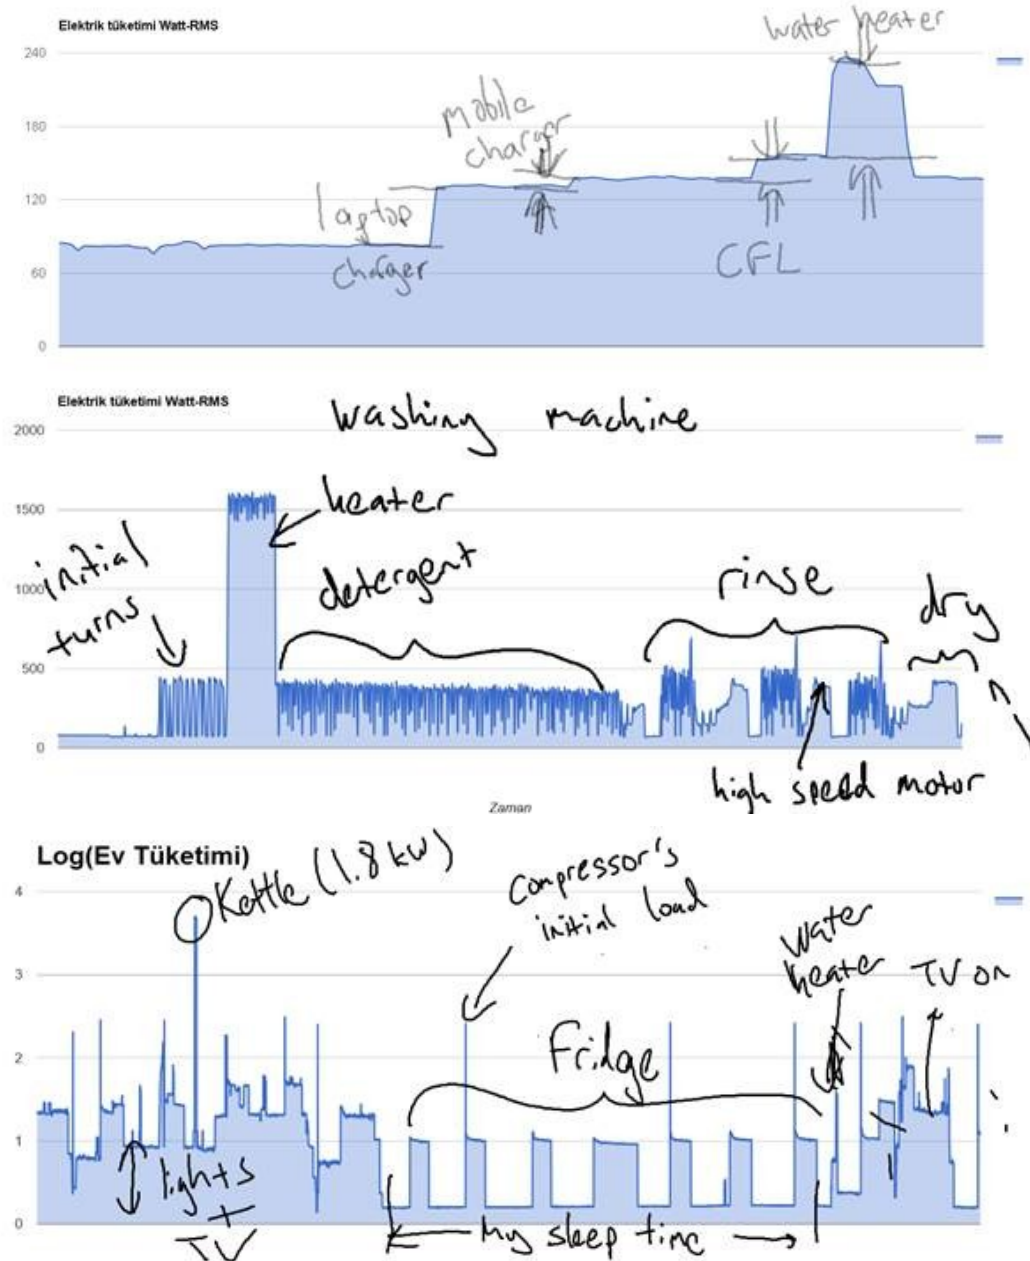 Elektrik tüketimi Watt-RMS
240
180
120
60
0
water heater
mobile
charger
laptop
charger
CFL
Elektrik tüketimi Watt-RMS
2000
1500
1000
500
0
washing machine
heater
initial
turns
detergent
rinse
dry
high speed motor
Zaman
Log(Ev Tüketimi)
4
3
2
1
0
Kettle (1.8 kW)
Compressor's
initial load
Fridge
water
heater
TV on
lights
+
TV
My sleep time